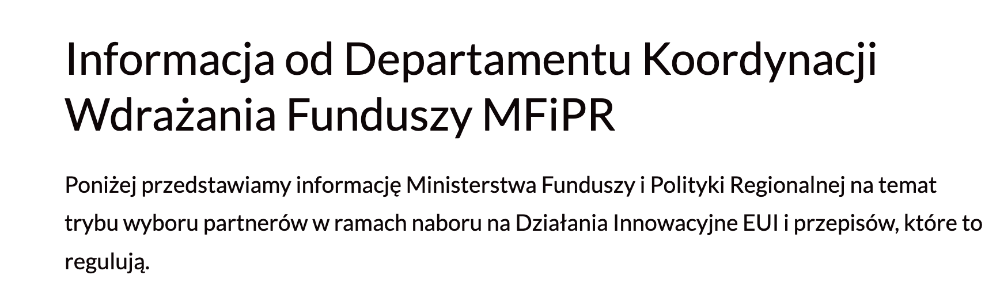 Informacja od Departamentu Koordynacji
Wdrażania Funduszy MFiPR
Poniżej przedstawiamy informację Ministerstwa Funduszy i Polityki Regionalnej na temat
trybu wyboru partnerów w ramach naboru na Działania Innowacyjne EUI i przepisów, które to
regulują.